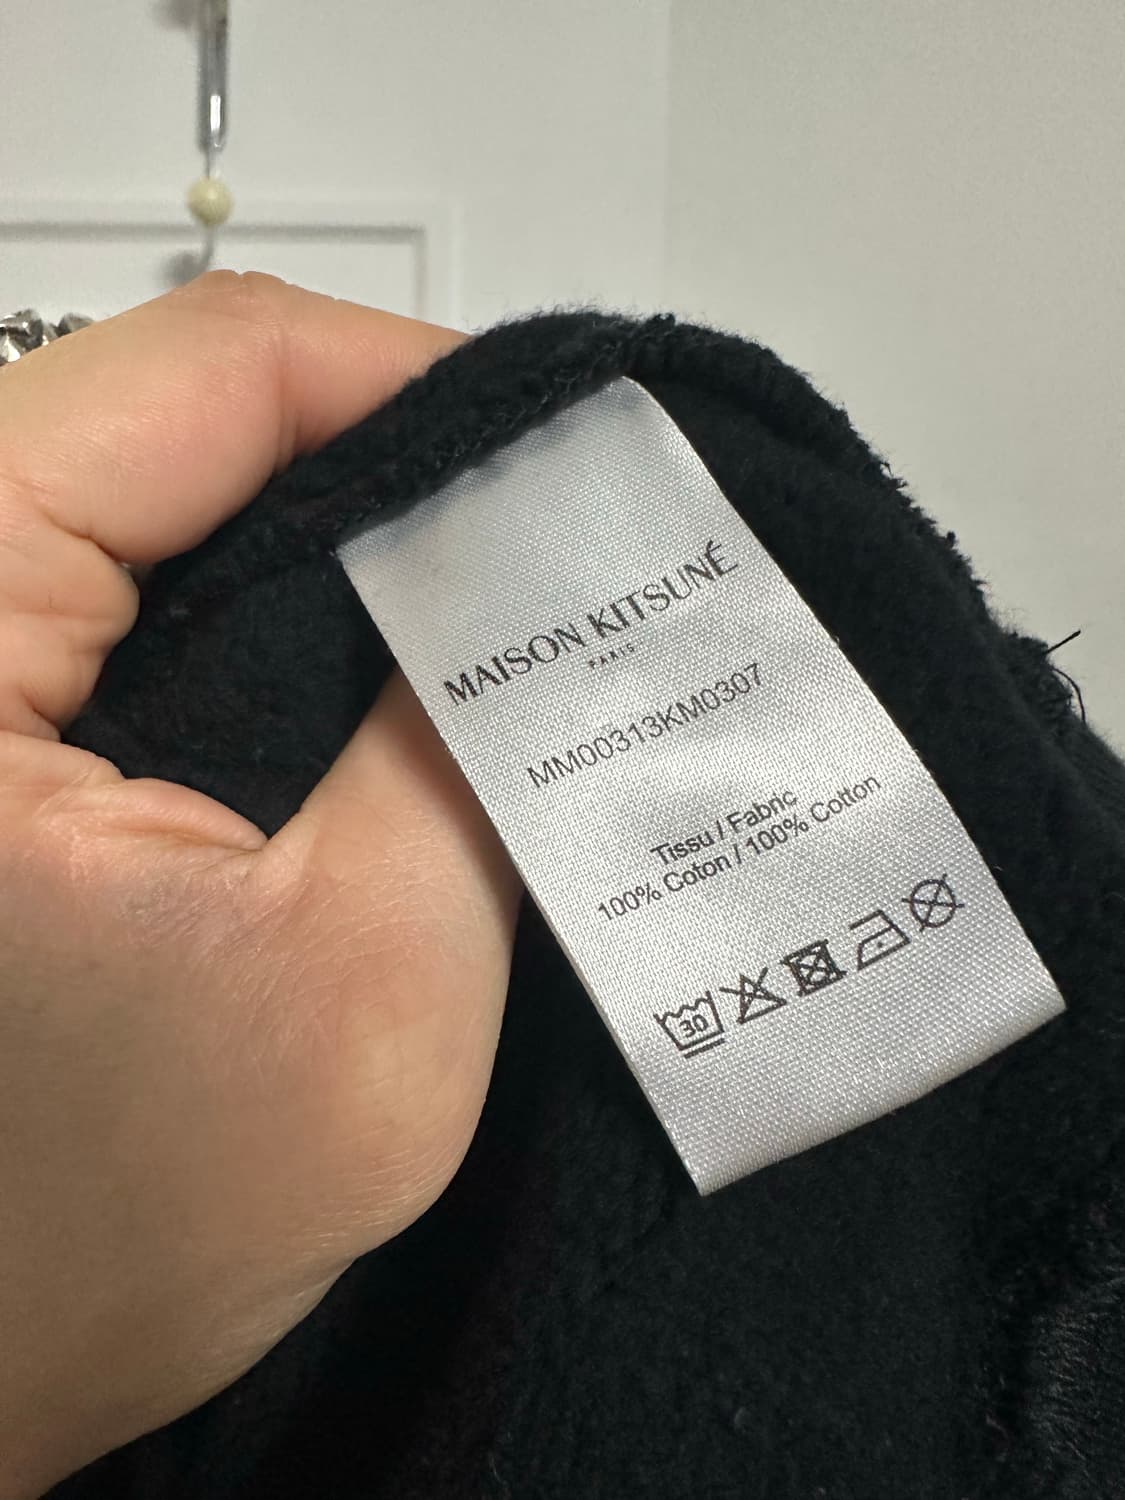 MAISON KITSUNÉ
PARIS
MM00313KM0307
Tissu / Fabric
100% Coton / 100% Cotton
30